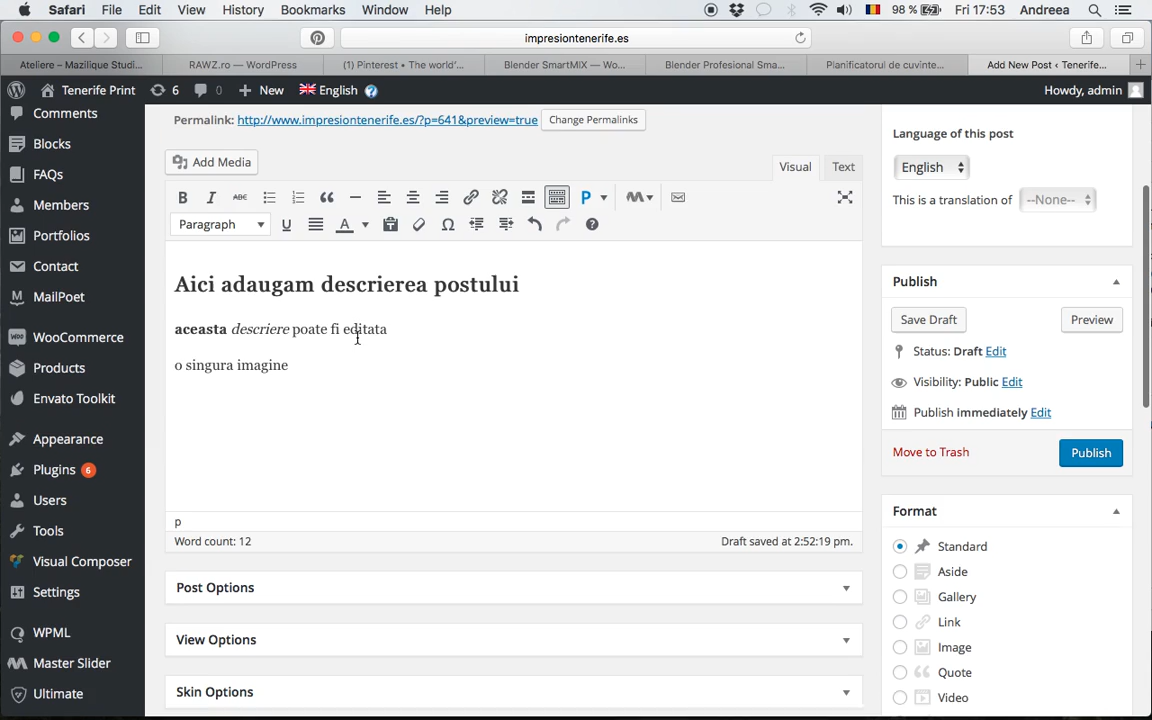 Safari File Edit View History Bookmarks Window Help 98 % Fri 17:53 Andreea
impresiontenerife.es
Ateliere – Mazilique Studi... RAWZ.ro — WordPress (1) Pinterest • The world'... Blender SmartMIX — Wo... Blender Profesional Sma... Planificatorul de cuvinte... Add New Post ‹ Tenerife...
Tenerife Print 6 0 New English Howdy, admin
Comments
Blocks
FAQs
Members
Portfolios
Contact
MailPoet
WooCommerce
Products
Envato Toolkit
Appearance
Plugins 6
Users
Tools
Visual Composer
Settings
WPML
Master Slider
Ultimate
Permalink: http://www.impresiontenerife.es/?p=641&preview=true Change Permalinks
Add Media
Visual Text
B I ABC
Paragraph U A Ω
Aici adaugam descrierea postului
aceasta descriere poate fi editata
o singura imagine
p
Word count: 12 Draft saved at 2:52:19 pm.
Post Options
View Options
Skin Options
Language of this post
English
This is a translation of --None--
Publish
Save Draft Preview
Status: Draft Edit
Visibility: Public Edit
Publish immediately Edit
Move to Trash Publish
Format
Standard
Aside
Gallery
Link
Image
Quote
Video